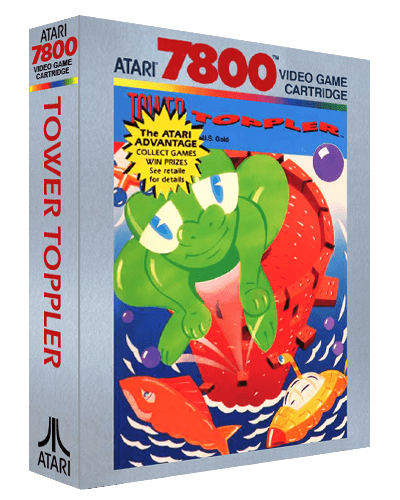 ATARI
7800
VIDEO GAME
CARTRIDGE
TOWER TOPPLER
ATARI
ATARI® 7800™ VIDEO GAME
CARTRIDGE
TOWER TOPPLER
U.S. Gold
The ATARI
ADVANTAGE
COLLECT GAMES
WIN PRIZES
See retaile
for details